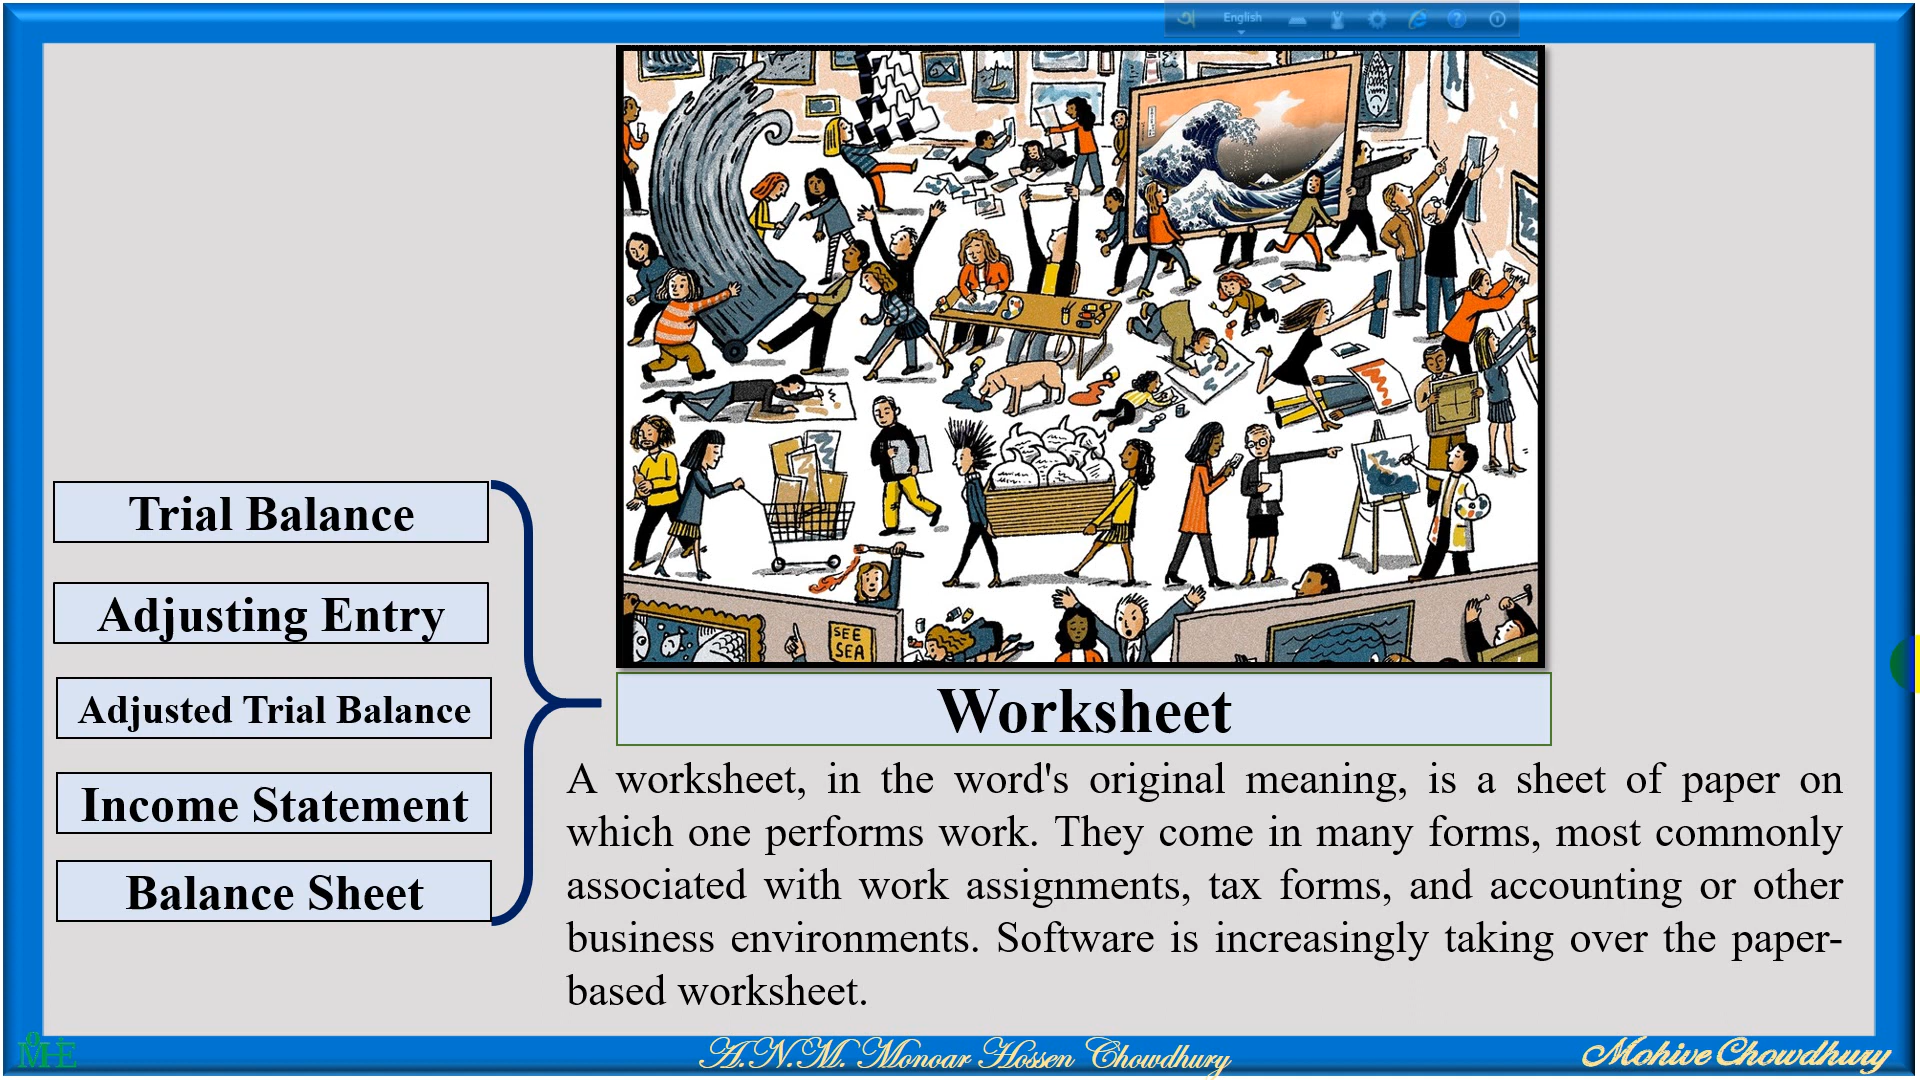 English
SEE
SEA
Trial Balance
Adjusting Entry
Adjusted Trial Balance
Income Statement
Balance Sheet
Worksheet
A worksheet, in the word's original meaning, is a sheet of paper on
which one performs work. They come in many forms, most commonly
associated with work assignments, tax forms, and accounting or other
business environments. Software is increasingly taking over the paper-
based worksheet.
A.N.M. Monoar Hossen Chowdhury
Mohive Chowdhury